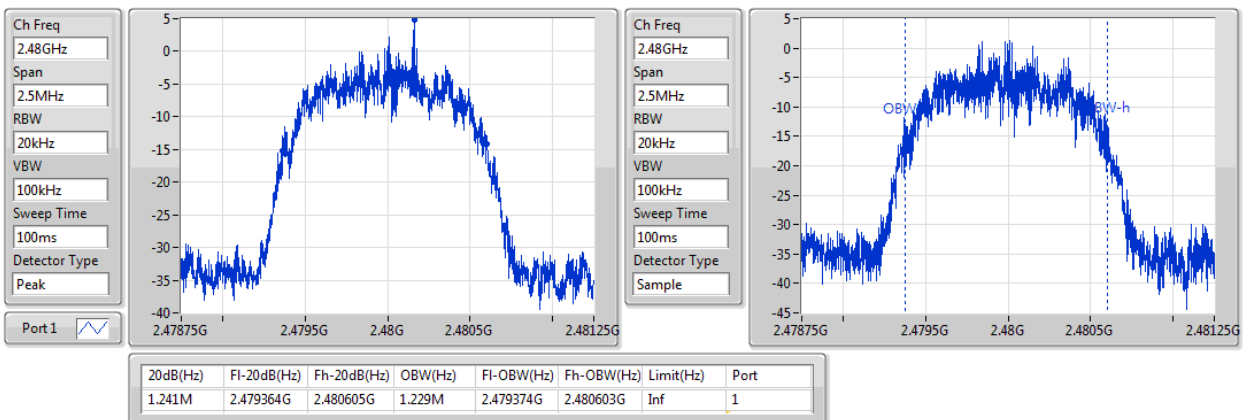 Ch Freq
2.48GHz
Span
2.5MHz
RBW
20kHz
VBW
100kHz
Sweep Time
100ms
Detector Type
Peak
Port 1
5
0
-5
-10
-15
-20
-25
-30
-35
-40
2.47875G 2.4795G 2.48G 2.4805G 2.48125G
Ch Freq
2.48GHz
Span
2.5MHz
RBW
20kHz
VBW
100kHz
Sweep Time
100ms
Detector Type
Sample
5
0
-5
-10
-15
-20
-25
-30
-35
-40
-45
OBW BW-h
2.47875G 2.4795G 2.48G 2.4805G 2.48125G
20dB(Hz) Fl-20dB(Hz) Fh-20dB(Hz) OBW(Hz) Fl-OBW(Hz) Fh-OBW(Hz) Limit(Hz) Port
1.241M 2.479364G 2.480605G 1.229M 2.479374G 2.480603G Inf 1